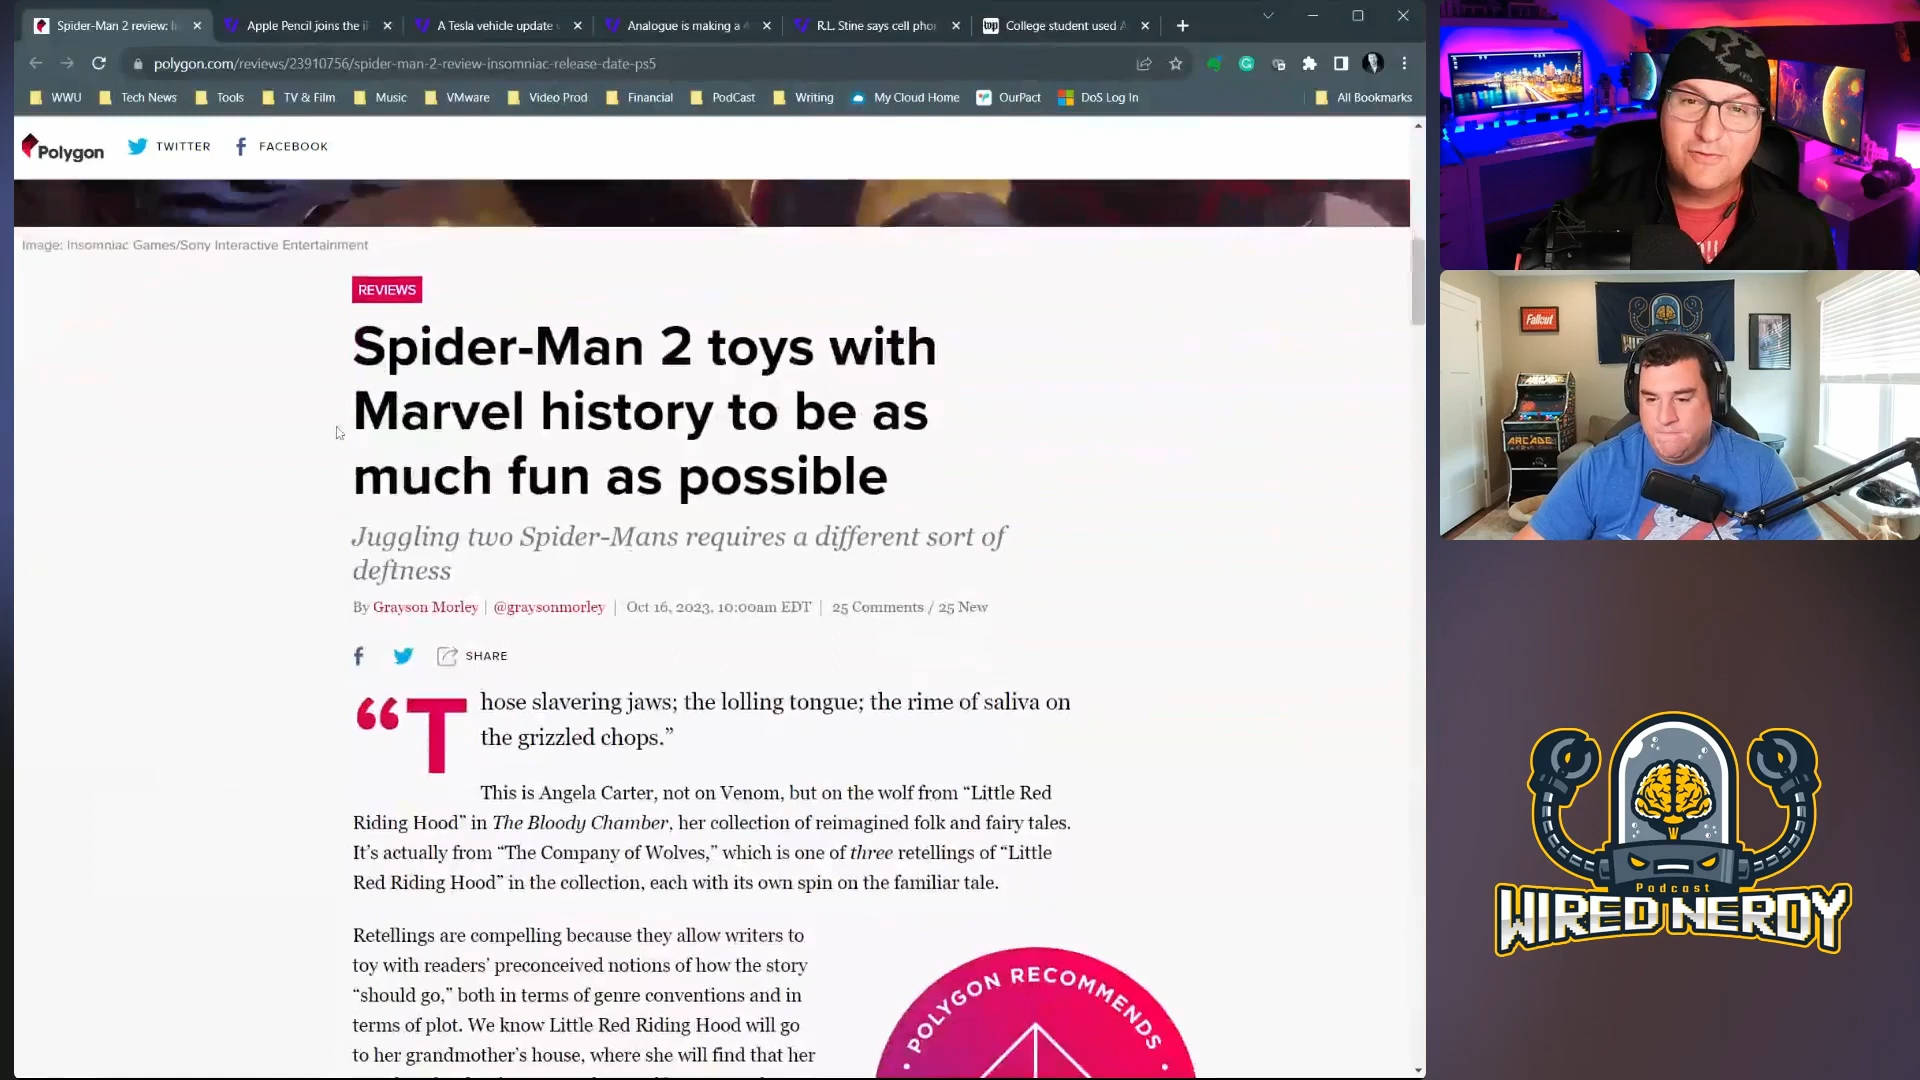 Spider-Man 2 review: I
Apple Pencil joins the i
A Tesla vehicle update
Analogue is making a
R.L. Stine says cell pho
College student used A
polygon.com/reviews/23910756/spider-man-2-review-insomniac-release-date-ps5
WWU
Tech News
Tools
TV & Film
Music
VMware
Video Prod
Financial
PodCast
Writing
My Cloud Home
OurPact
DoS Log In
All Bookmarks
Polygon
TWITTER
FACEBOOK
Image: Insomniac Games/Sony Interactive Entertainment
REVIEWS
Spider-Man 2 toys with
Marvel history to be as
much fun as possible
Juggling two Spider-Mans requires a different sort of
deftness
By Grayson Morley | @graysonmorley | Oct 16, 2023, 10:00am EDT | 25 Comments / 25 New
SHARE
“Those slavering jaws; the lolling tongue; the rime of saliva on
the grizzled chops.”
This is Angela Carter, not on Venom, but on the wolf from “Little Red
Riding Hood” in The Bloody Chamber, her collection of reimagined folk and fairy tales.
It’s actually from “The Company of Wolves,” which is one of three retellings of “Little
Red Riding Hood” in the collection, each with its own spin on the familiar tale.
Retellings are compelling because they allow writers to
toy with readers’ preconceived notions of how the story
“should go,” both in terms of genre conventions and in
terms of plot. We know Little Red Riding Hood will go
to her grandmother’s house, where she will find that her
POLYGON RECOMMENDS
Fallout
ARCADE
Podcast
WIRED NERDY